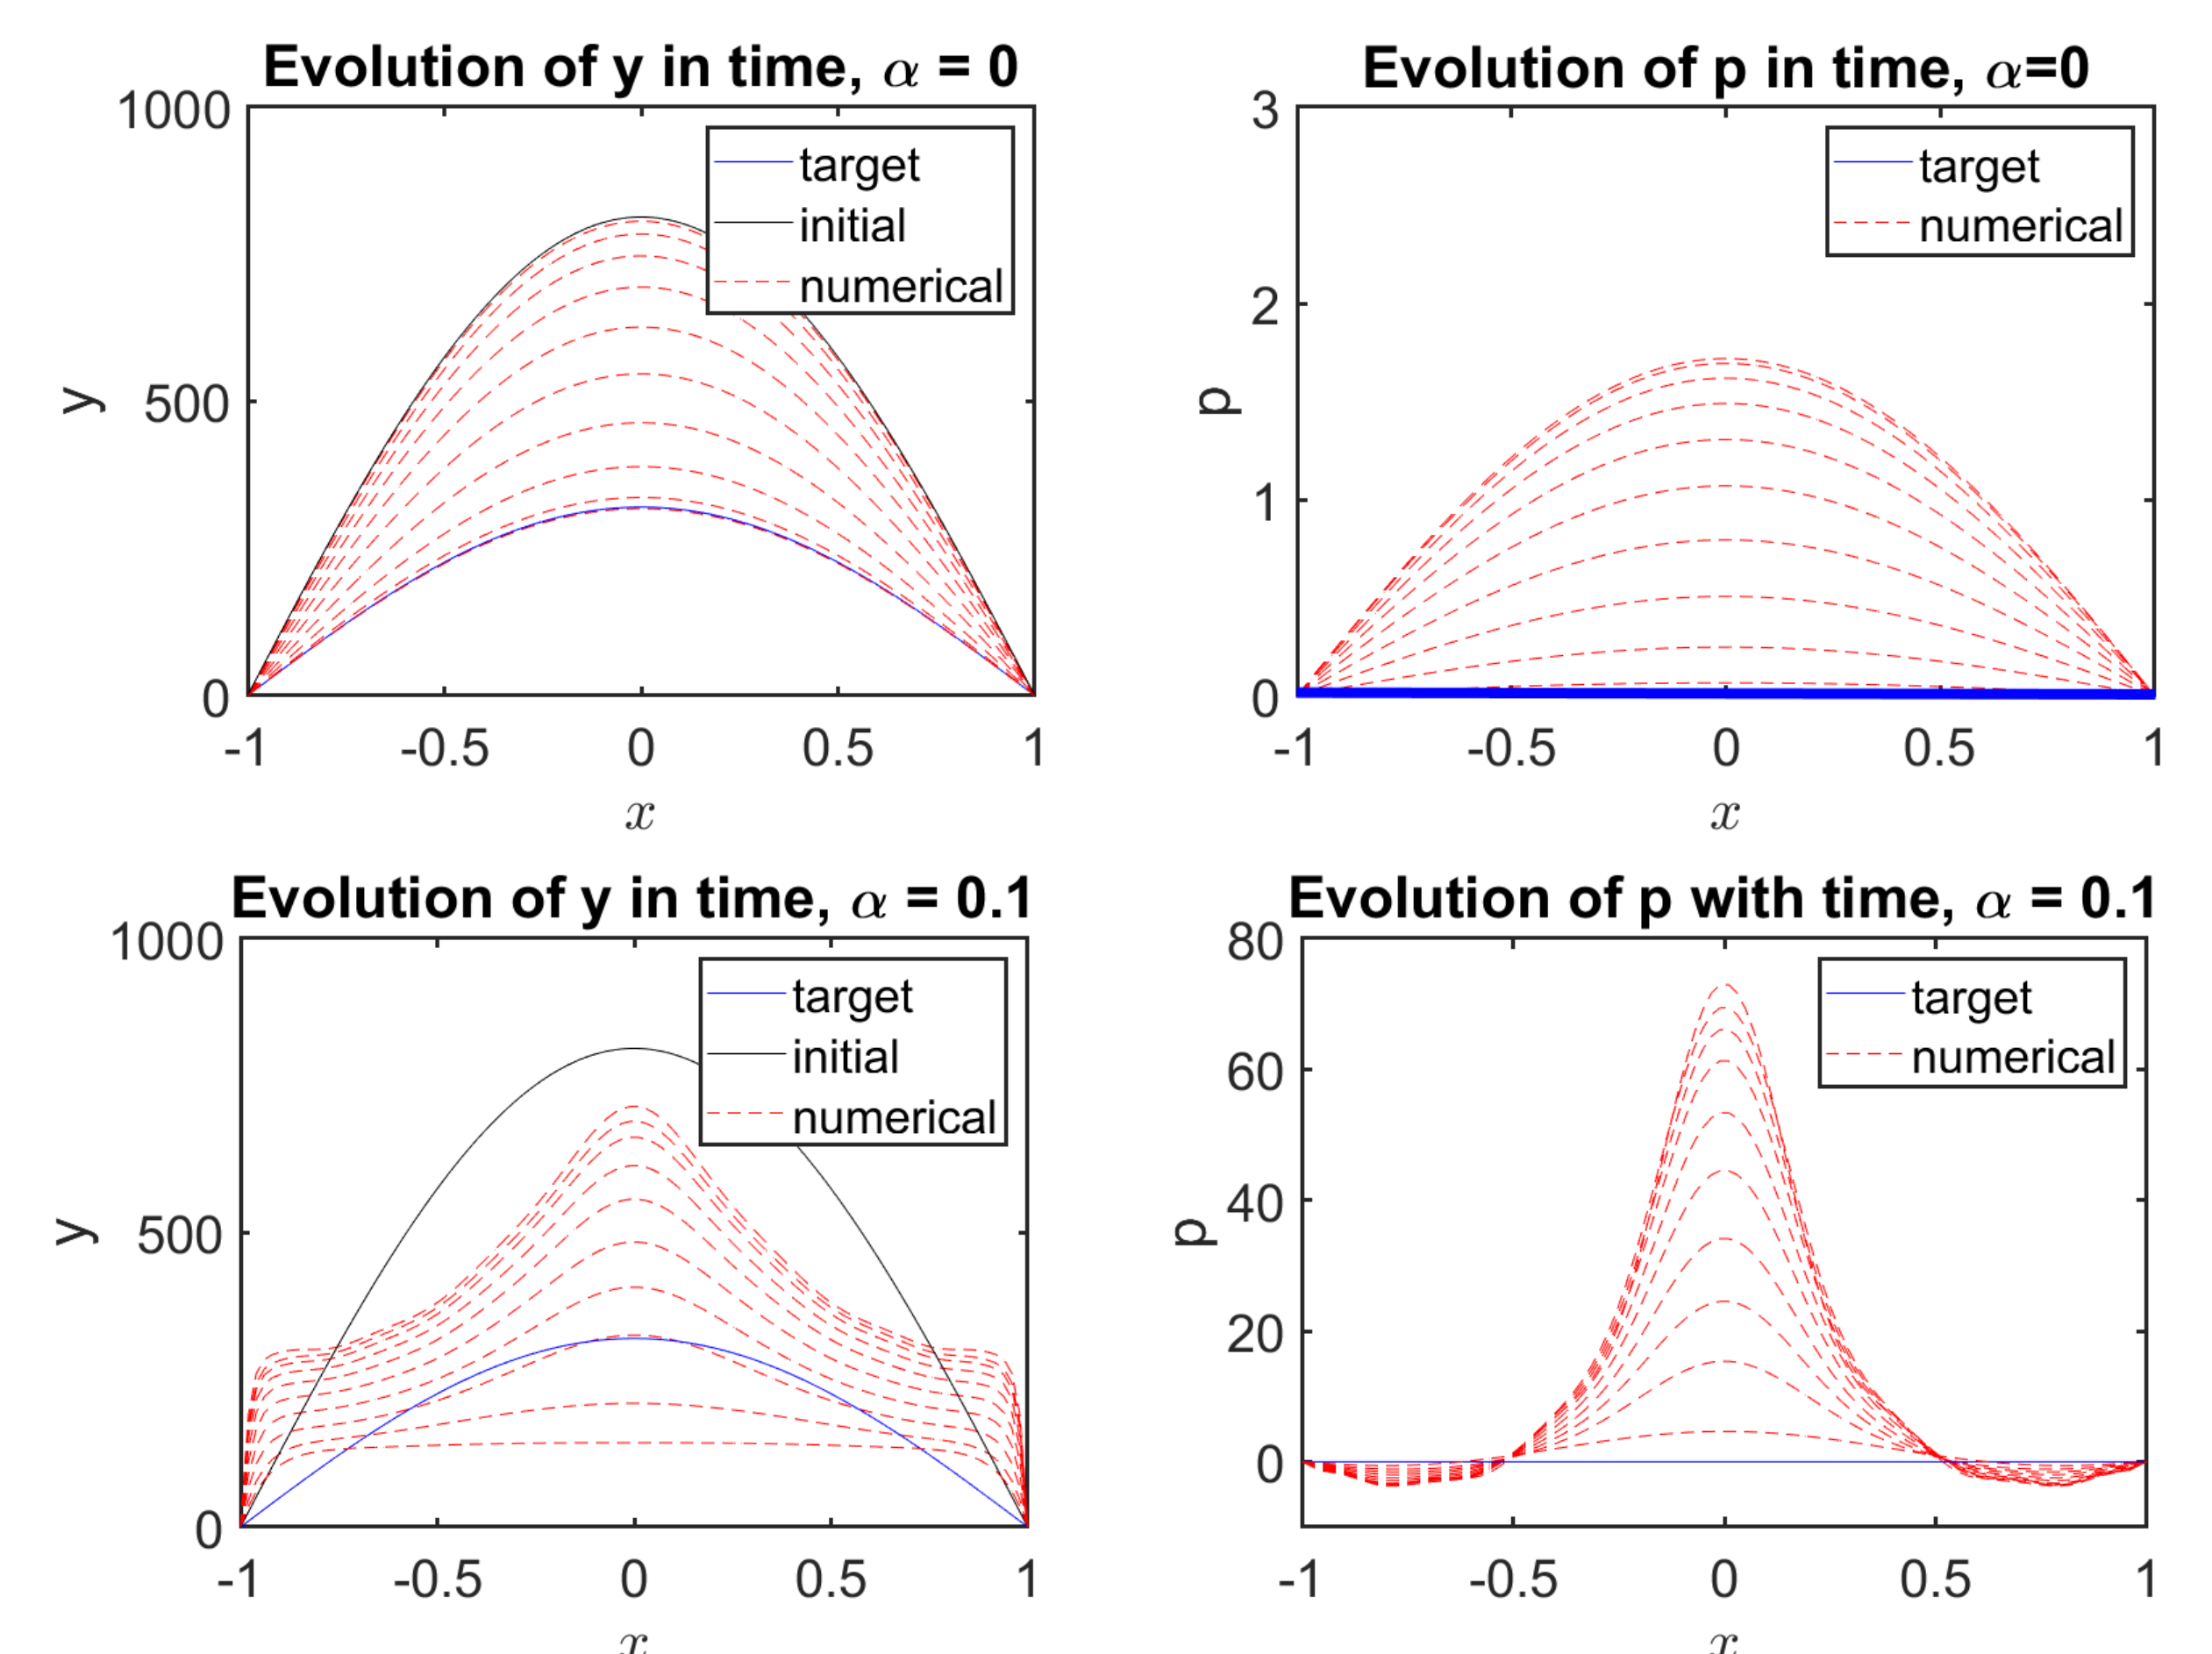 Evolution of y in time, α = 0
1000
500
0
y
target
initial
numerical
-1 -0.5 0 0.5 1
x
Evolution of p in time, α=0
3
2
1
0
p
target
numerical
-1 -0.5 0 0.5 1
x
Evolution of y in time, α = 0.1
1000
500
0
y
target
initial
numerical
-1 -0.5 0 0.5 1
x
Evolution of p with time, α = 0.1
80
60
40
20
0
p
target
numerical
-1 -0.5 0 0.5 1
x